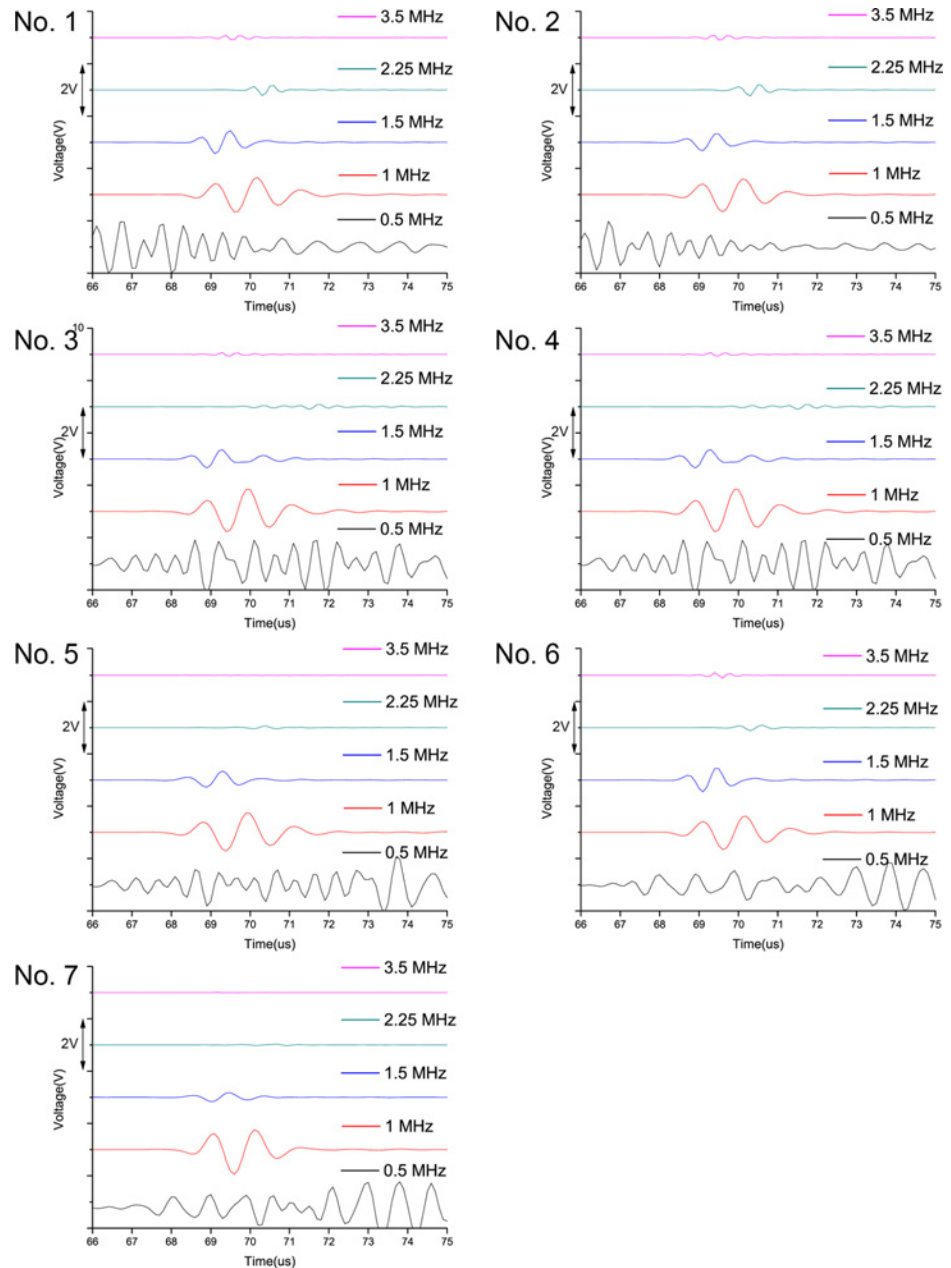 No. 1
3.5 MHz
2.25 MHz
1.5 MHz
1 MHz
0.5 MHz
2V
Voltage(V)
66 67 68 69 70 71 72 73 74 75
Time(us)
No. 2
3.5 MHz
2.25 MHz
1.5 MHz
1 MHz
0.5 MHz
2V
Voltage(V)
66 67 68 69 70 71 72 73 74 75
Time(us)
No. 3
10
3.5 MHz
2.25 MHz
1.5 MHz
1 MHz
0.5 MHz
2V
Voltage(V)
66 67 68 69 70 71 72 73 74 75
Time(us)
No. 4
3.5 MHz
2.25 MHz
1.5 MHz
1 MHz
0.5 MHz
2V
Voltage(V)
66 67 68 69 70 71 72 73 74 75
Time(us)
No. 5
3.5 MHz
2.25 MHz
1.5 MHz
1 MHz
0.5 MHz
2V
Voltage(V)
66 67 68 69 70 71 72 73 74 75
Time(us)
No. 6
3.5 MHz
2.25 MHz
1.5 MHz
1 MHz
0.5 MHz
2V
Voltage(V)
66 67 68 69 70 71 72 73 74 75
Time(us)
No. 7
3.5 MHz
2.25 MHz
1.5 MHz
1 MHz
0.5 MHz
2V
Voltage(V)
66 67 68 69 70 71 72 73 74 75
Time(us)